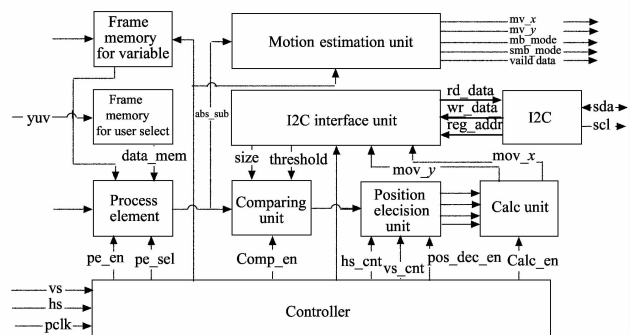 Frame
memory
for variable
Motion estimation unit
mv_x
mv_y
mb_mode
smb_mode
vaild data
yuv
Frame
memory
for user select
abs_sub
I2C interface unit
rd_data
wr_data
reg_addr
I2C
sda
scl
data_mem
size
threshold
mov_y
mov_x
Process
element
Comparing
unit
Position
elecision
unit
Calc unit
pe_en
pe_sel
Comp_en
hs_cnt
vs_cnt
pos_dec_en
Calc_en
vs
hs
pclk
Controller